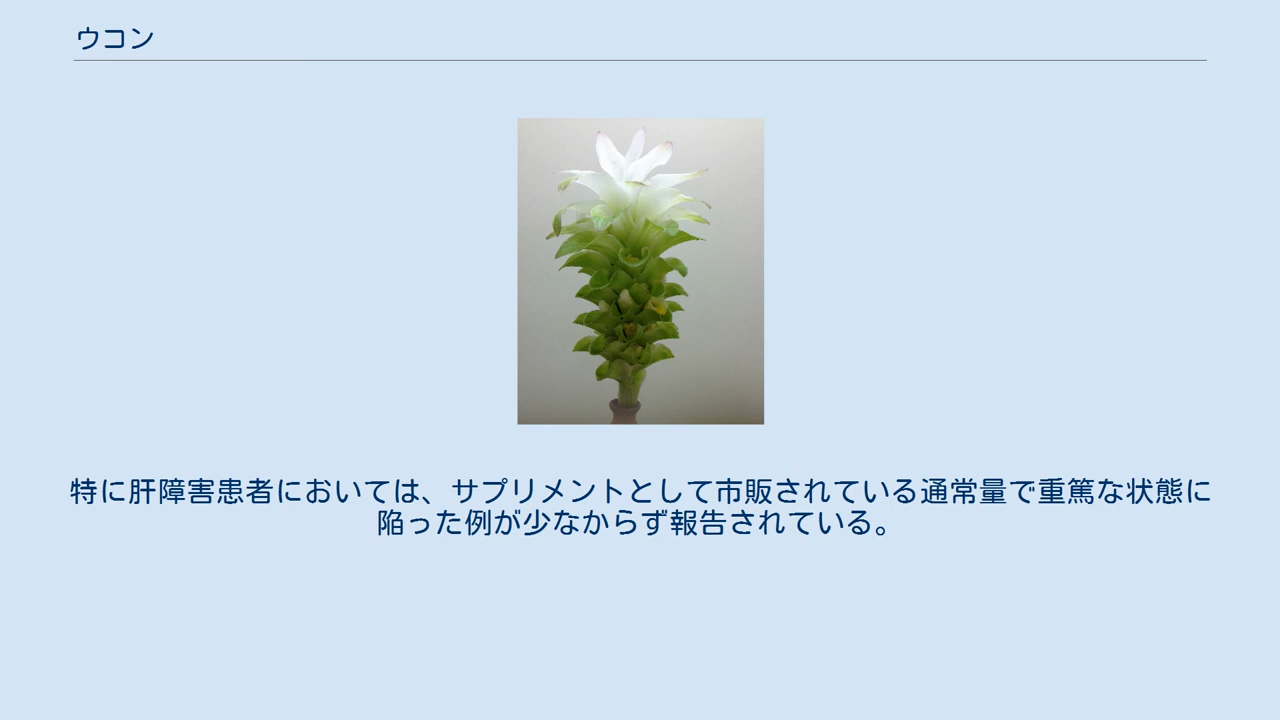 ウコン
特に肝障害患者においては、サプリメントとして市販されている通常量で重篤な状態に
陥った例が少なからず報告されている。